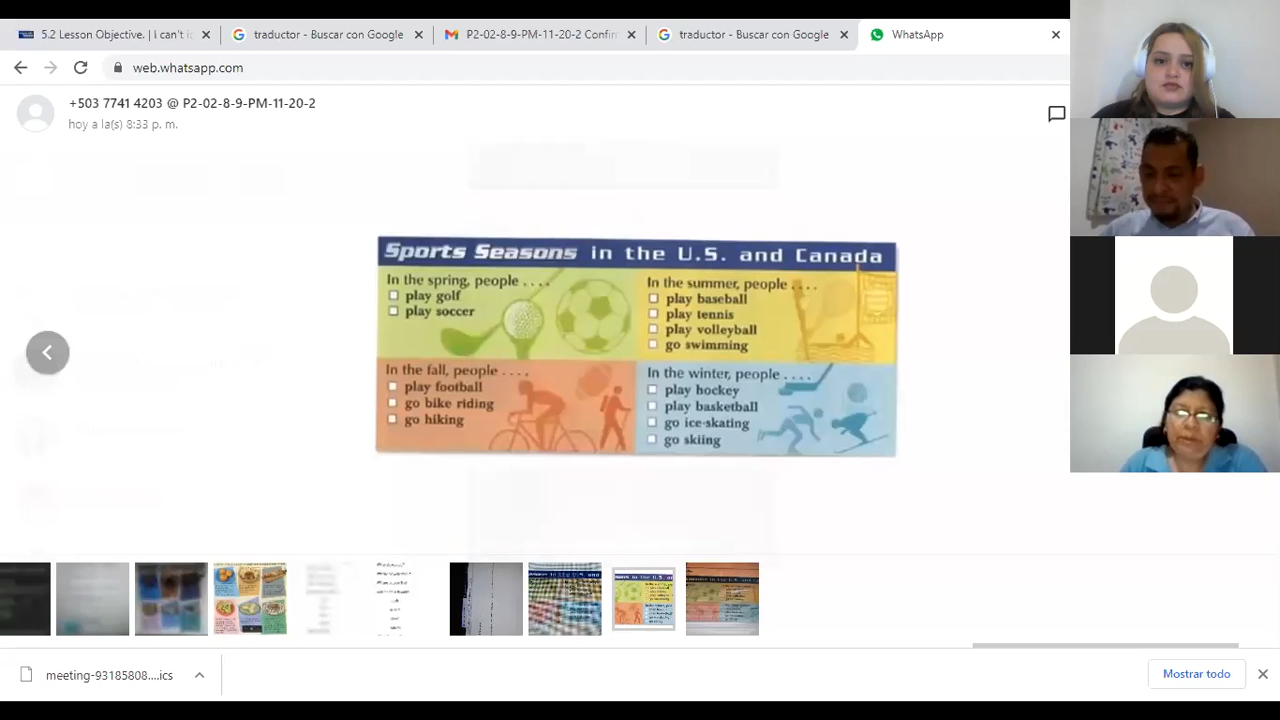 5.2 Lesson Objective. | I can't i
traductor - Buscar con Google
P2-02-8-9-PM-11-20-2 Confirm
traductor - Buscar con Google
WhatsApp
web.whatsapp.com
+503 7741 4203 @ P2-02-8-9-PM-11-20-2
hoy a la(s) 8:33 p. m.
Sports Seasons in the U.S. and Canada
In the spring, people . . . .
play golf
play soccer
In the summer, people . . . .
play baseball
play tennis
play volleyball
go swimming
In the fall, people . . . .
play football
go bike riding
go hiking
In the winter, people . . . .
play hockey
play basketball
go ice-skating
go skiing
meeting-93185808....ics
Mostrar todo